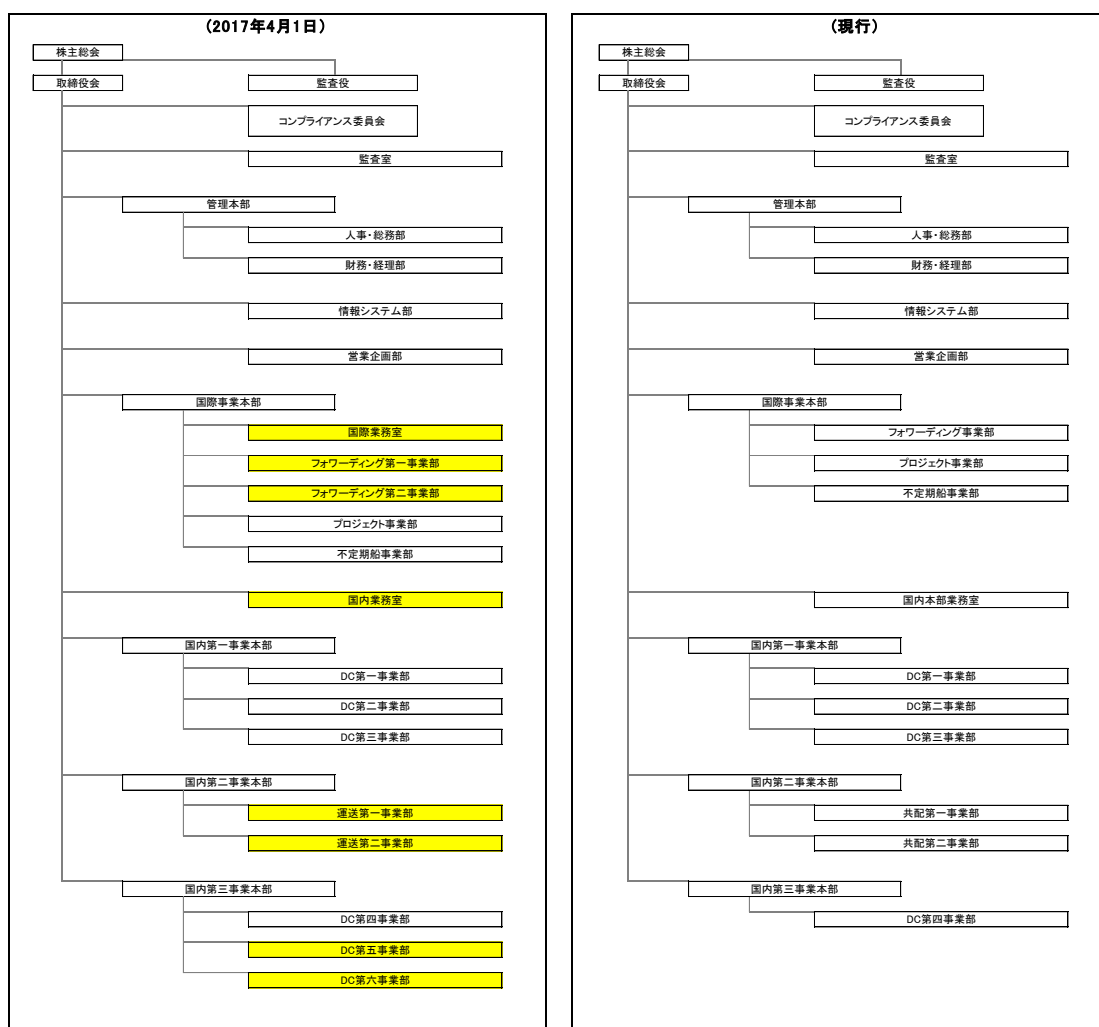 (2017年4月1日)
株主総会
取締役会
監査役
コンプライアンス委員会
監査室
管理本部
人事・総務部
財務・経理部
情報システム部
営業企画部
国際事業本部
国際業務室
フォワーディング第一事業部
フォワーディング第二事業部
プロジェクト事業部
不定期船事業部
国内業務室
国内第一事業本部
DC第一事業部
DC第二事業部
DC第三事業部
国内第二事業本部
運送第一事業部
運送第二事業部
国内第三事業本部
DC第四事業部
DC第五事業部
DC第六事業部
(現行)
株主総会
取締役会
監査役
コンプライアンス委員会
監査室
管理本部
人事・総務部
財務・経理部
情報システム部
営業企画部
国際事業本部
フォワーディング事業部
プロジェクト事業部
不定期船事業部
国内本部業務室
国内第一事業本部
DC第一事業部
DC第二事業部
DC第三事業部
国内第二事業本部
共配第一事業部
共配第二事業部
国内第三事業本部
DC第四事業部